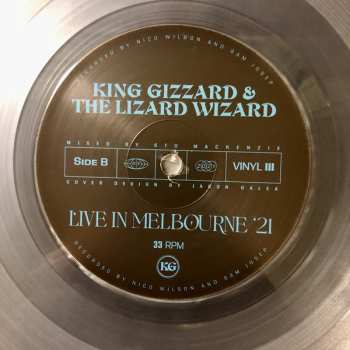 RECORDED BY NICO WILSON AND SAM JOSEPH
KING GIZZARD &
THE LIZARD WIZARD
MIXED BY STU MACKENZIE
SIDE B
VINYL III
COVER DESIGN BY JASON GALEA
LIVE IN MELBOURNE '21
33 RPM
KG
RECORDED BY NICO WILSON AND SAM JOSEPH